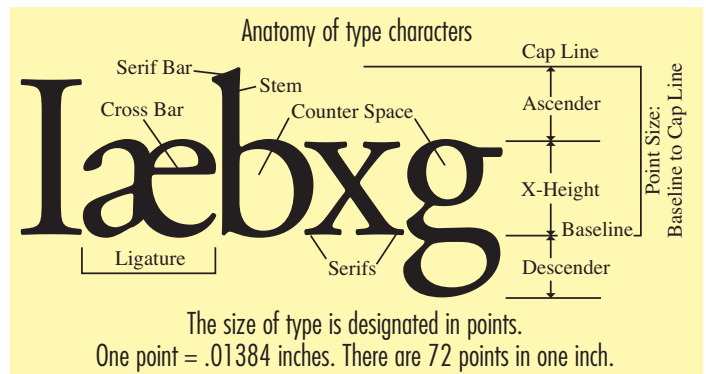 Anatomy of type characters
Cap Line
Serif Bar
Stem
Ascender
Cross Bar
Counter Space
Point Size:
Baseline to Cap Line
Iæbxg
X-Height
Baseline
Ligature
Serifs
Descender
The size of type is designated in points.
One point = .01384 inches. There are 72 points in one inch.